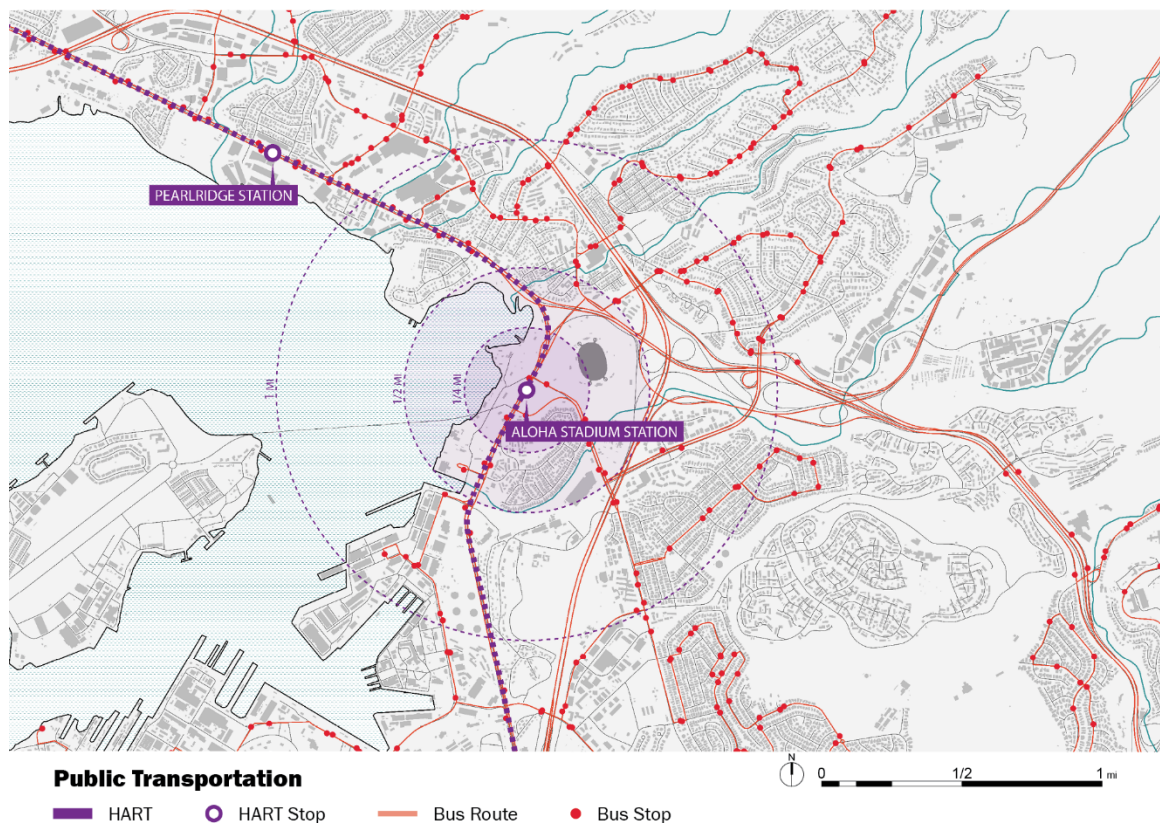 PEARLRIDGE STATION
1 MI
1/2 MI
1/4 MI
ALOHA STADIUM STATION
Public Transportation
N
0 1/2 1 mi
HART HART Stop Bus Route Bus Stop